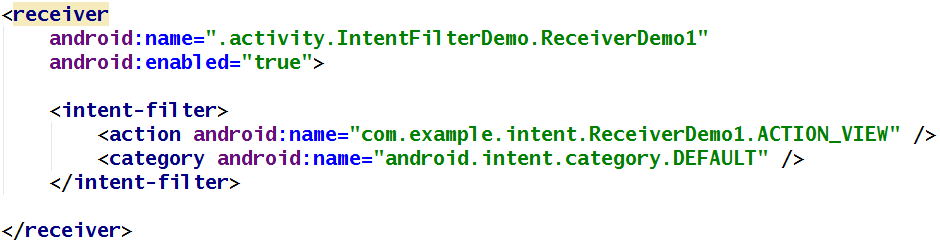 <receiver
    android:name=".activity.IntentFilterDemo.ReceiverDemo1"
    android:enabled="true">
    <intent-filter>
        <action android:name="com.example.intent.ReceiverDemo1.ACTION_VIEW" />
        <category android:name="android.intent.category.DEFAULT" />
    </intent-filter>
</receiver>